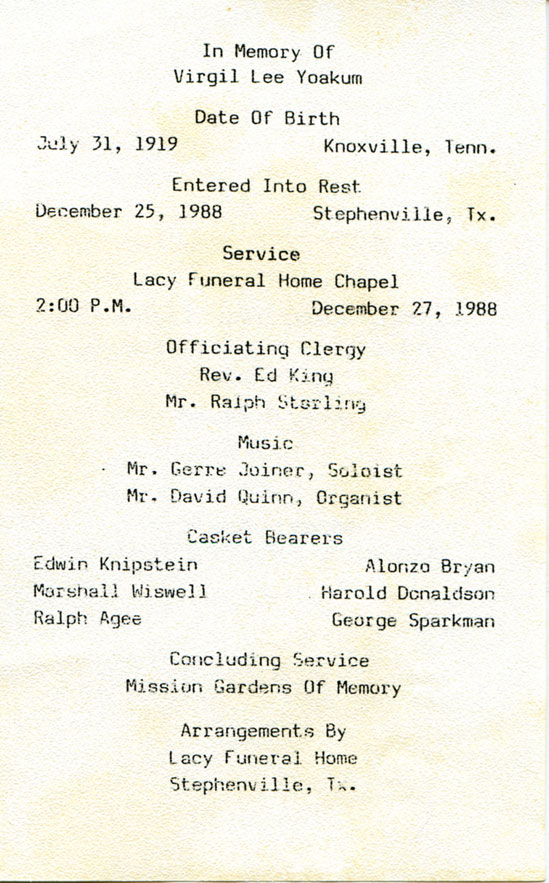 In Memory Of
Virgil Lee Yoakum
Date Of Birth
July 31, 1919 Knoxville, Tenn.
Entered Into Rest
December 25, 1988 Stephenville, Tx.
Service
Lacy Funeral Home Chapel
2:00 P.M. December 27, 1988
Officiating Clergy
Rev. Ed King
Mr. Ralph Starling
Music
Mr. Gerre Joiner, Soloist
Mr. David Quinn, Organist
Casket Bearers
Edwin Knipstein Alonzo Bryan
Marshall Wiswell Harold Donaldson
Ralph Agee George Sparkman
Concluding Service
Mission Gardens Of Memory
Arrangements By
Lacy Funeral Home
Stephenville, Tx.